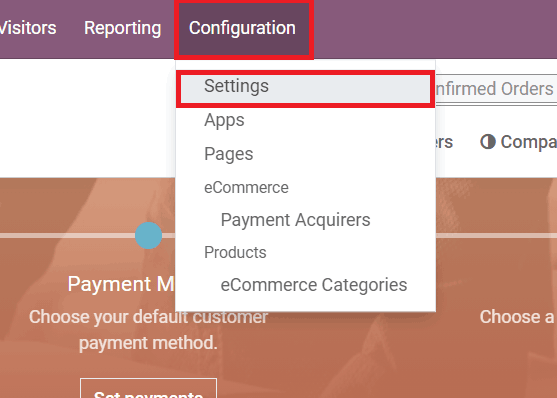 Visitors Reporting Configuration
Settings
nfirmed Orders
Apps
ers Compa
Pages
eCommerce
Payment Acquirers
Products
eCommerce Categories
Payment M
Choose your default customer
payment method.
Choose a
Set payments